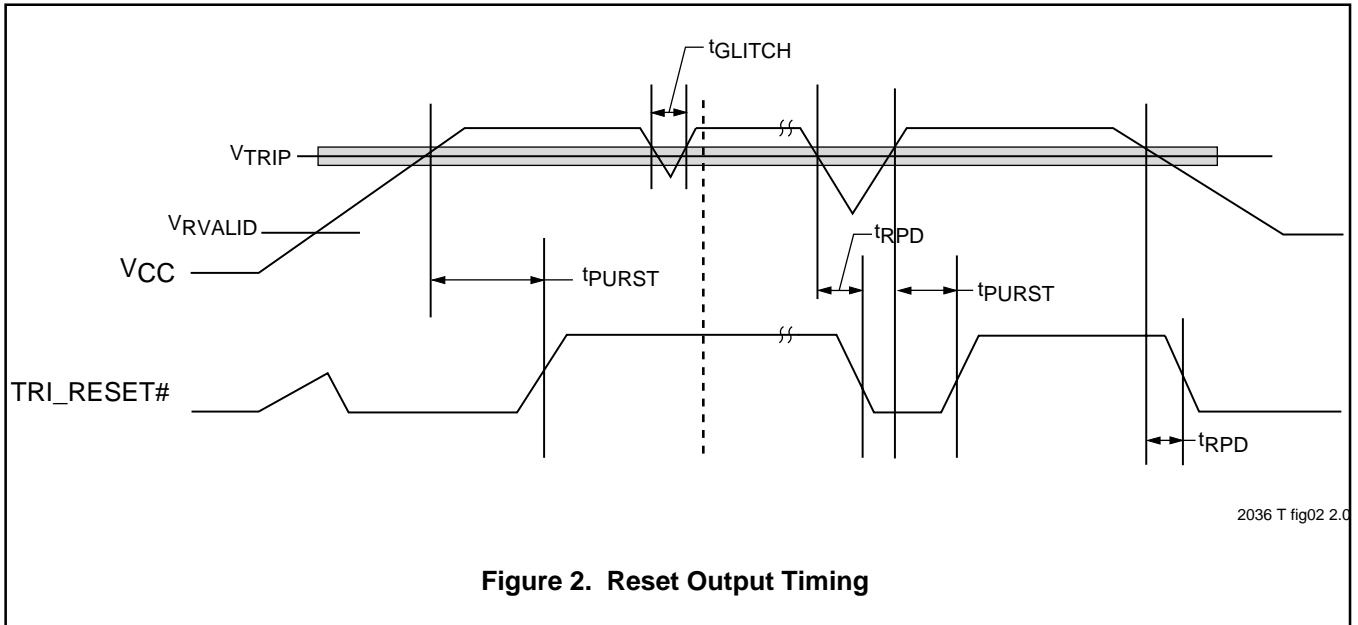 tGLITCH
VTRIP
VRVALID
tRPD
VCC
tPURST
tPURST
TRI_RESET#
tRPD
2036 T fig02 2.0
Figure 2. Reset Output Timing